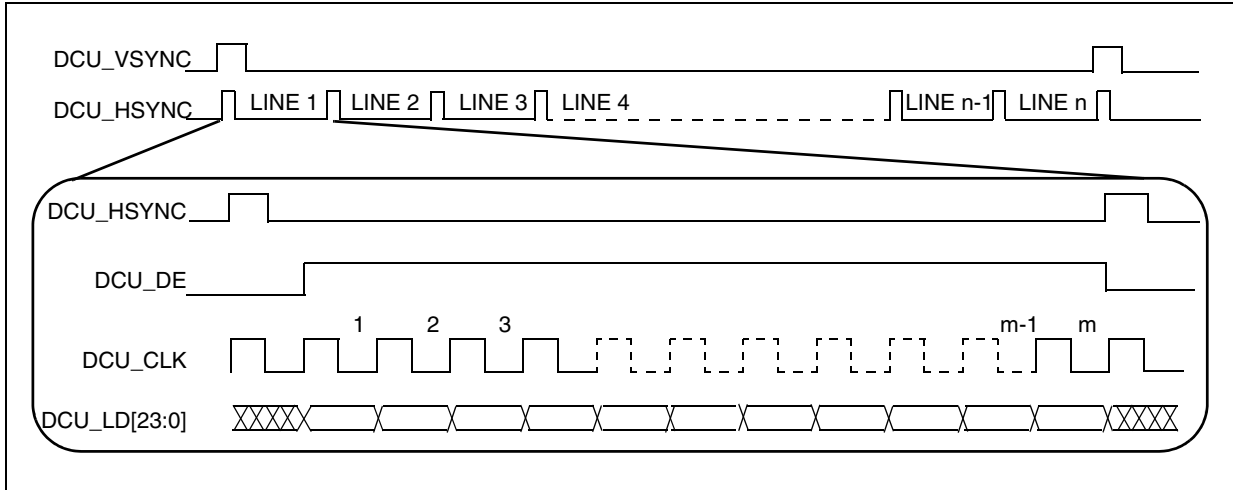 DCU_VSYNC
DCU_HSYNC LINE 1 LINE 2 LINE 3 LINE 4 LINE n-1 LINE n
DCU_HSYNC
DCU_DE
1 2 3 m-1 m
DCU_CLK
DCU_LD[23:0]